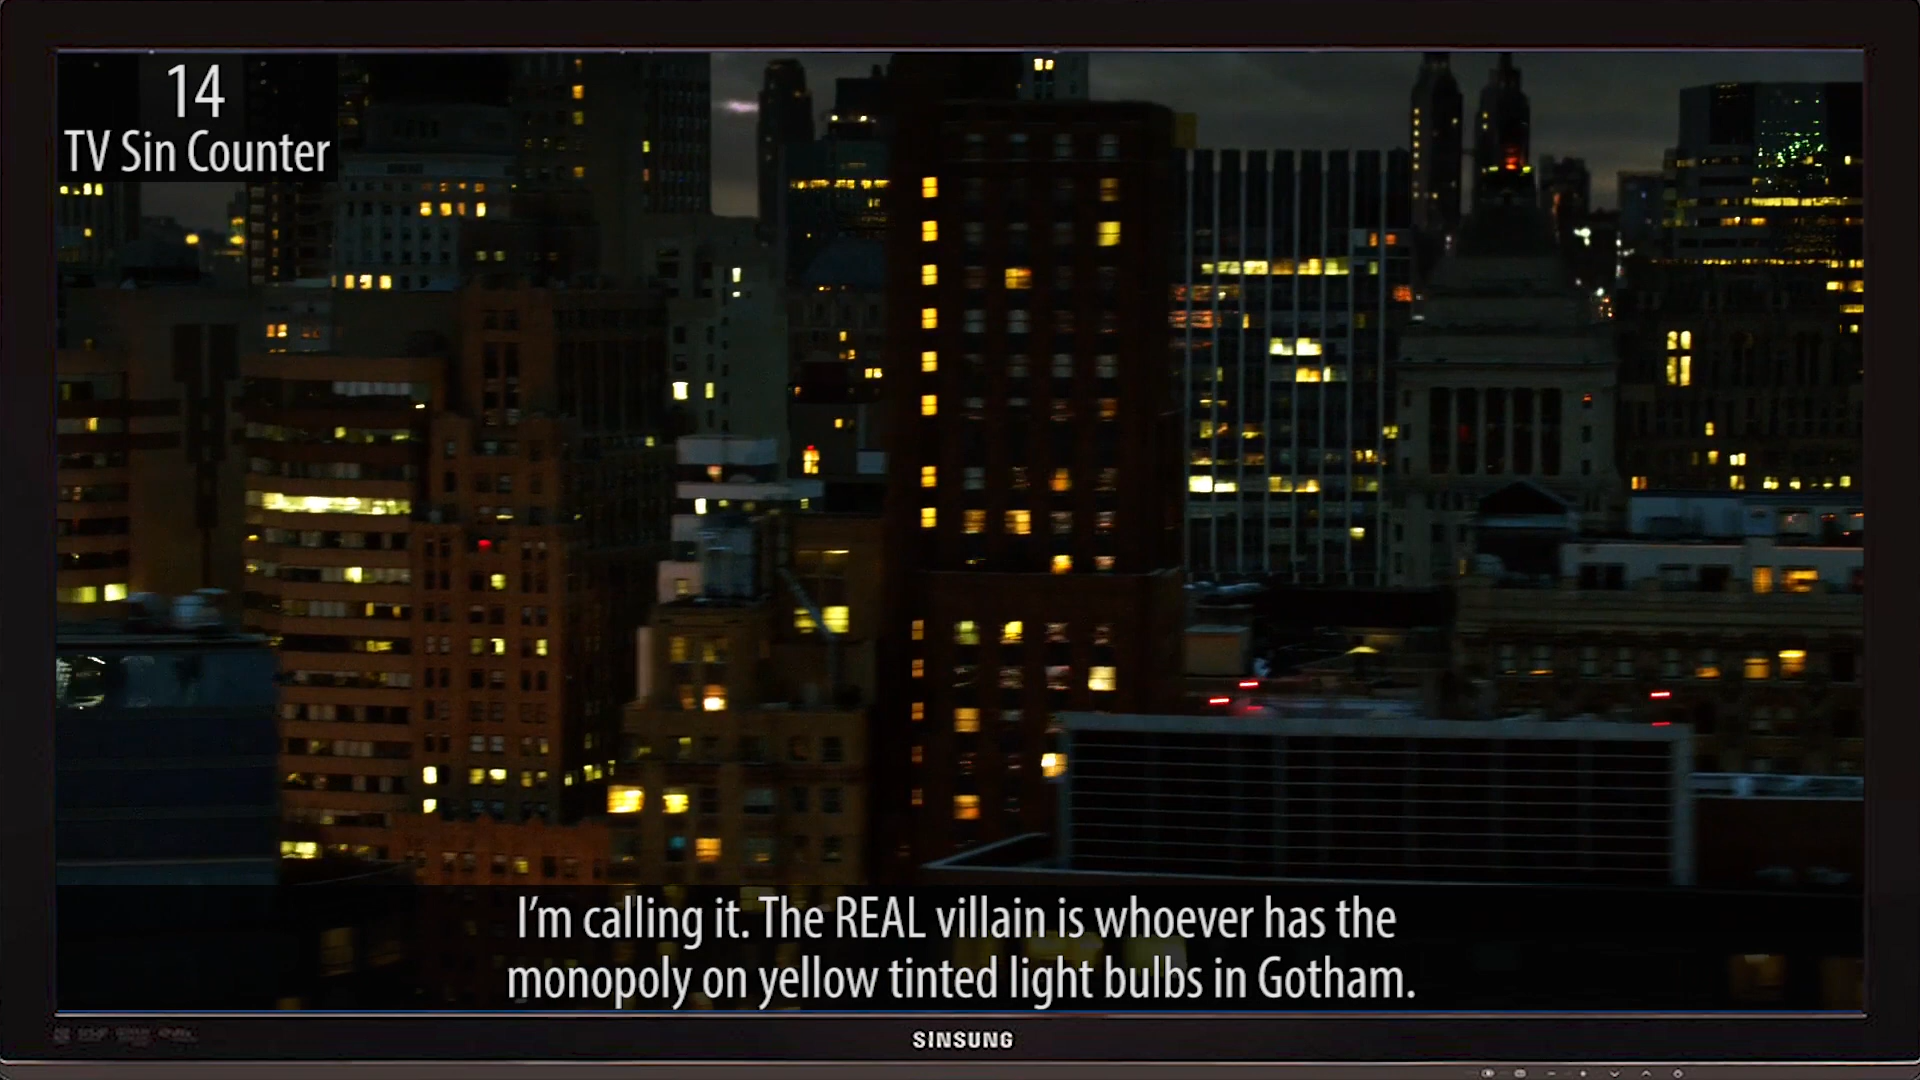 14
TV Sin Counter
I'm calling it. The REAL villain is whoever has the
monopoly on yellow tinted light bulbs in Gotham.
SINSUNG